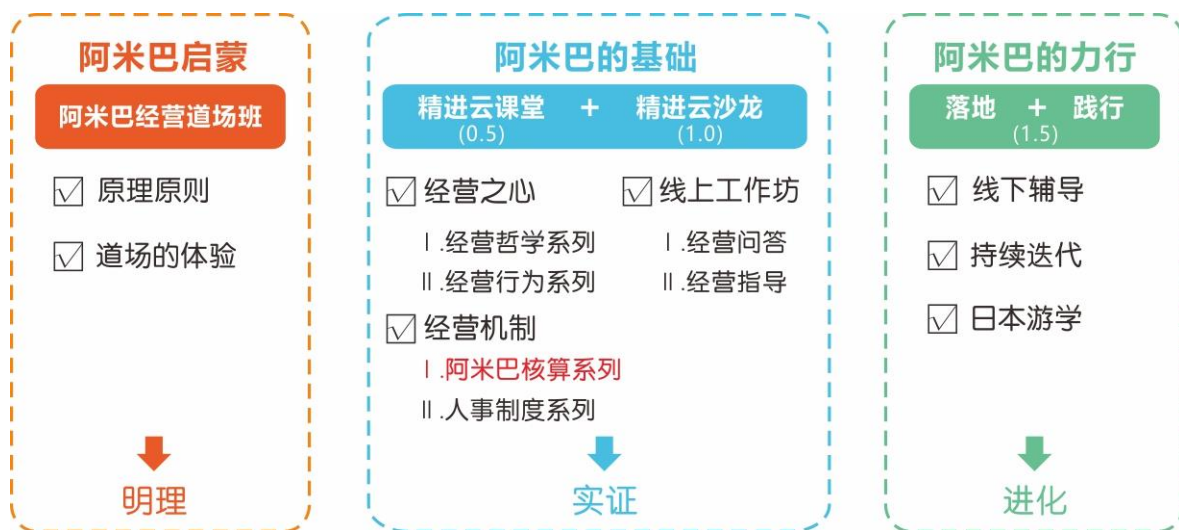 阿米巴启蒙
阿米巴经营道场班
原理原则
道场的体验
明理
阿米巴的基础
精进云课堂 + 精进云沙龙
(0.5) (1.0)
经营之心
Ⅰ.经营哲学系列
Ⅱ.经营行为系列
经营机制
Ⅰ.阿米巴核算系列
Ⅱ.人事制度系列
线上工作坊
Ⅰ.经营问答
Ⅱ.经营指导
实证
阿米巴的力行
落地 + 践行
(1.5)
线下辅导
持续迭代
日本游学
进化